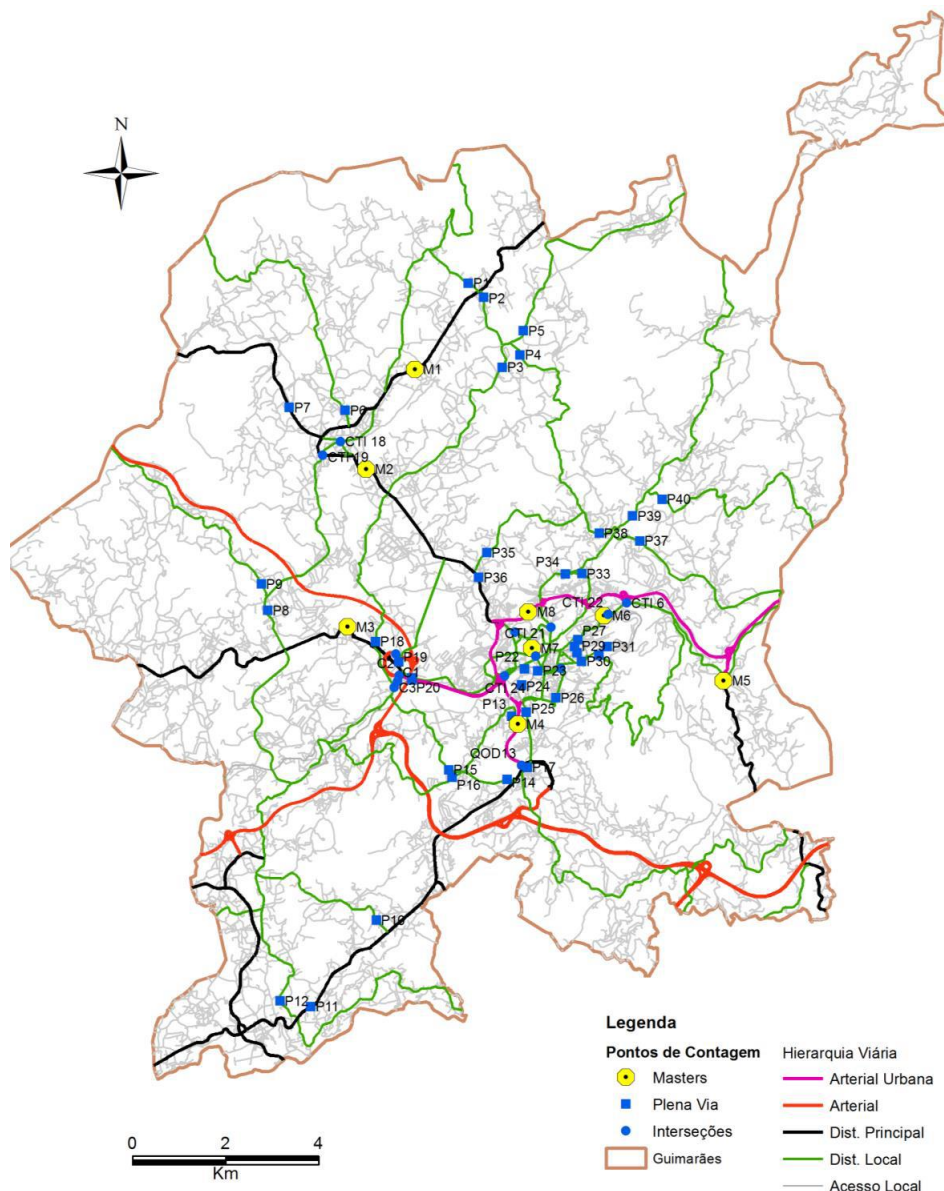 N
P1
P2
P5
P4
P3
M1
P7
P6
CTI 18
CTI 19
M2
P40
P39
P38
P37
P35
P34
P33
P36
P9
P8
M8
CTI 22
CTI 6
M6
M3
P18
CTI 21
P27
M7
P29
P31
P19
C2
P30
C1
P22
P23
M5
C3
P20
CTI 24
P24
P26
P13
P25
M4
QOD13
P17
P15
P16
P14
P10
P12
P11
Legenda
Pontos de Contagem
Masters
Plena Via
Interseções
Guimarães
Hierarquia Viária
Arterial Urbana
Arterial
Dist. Principal
Dist. Local
Acesso Local
0 2 4
Km